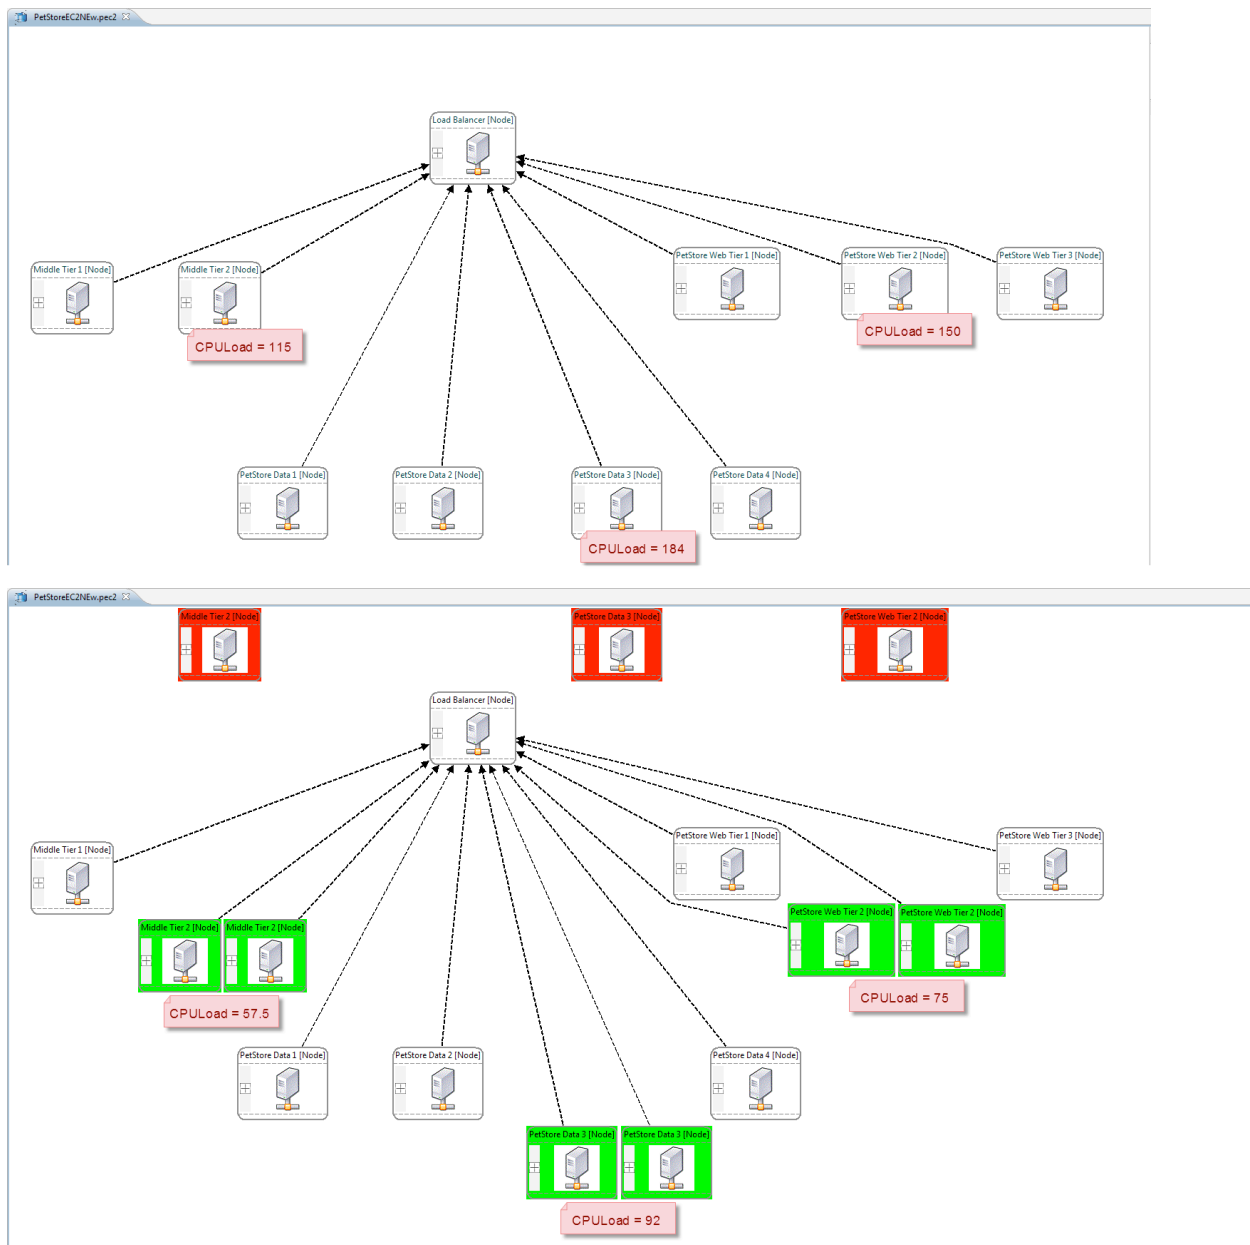 PetStoreEC2NEw.pec2
Load Balancer [Node]
PetStore Web Tier 1 [Node]
PetStore Web Tier 2 [Node]
PetStore Web Tier 3 [Node]
Middle Tier 1 [Node]
Middle Tier 2 [Node]
CPULoad = 150
CPULoad = 115
PetStore Data 1 [Node]
PetStore Data 2 [Node]
PetStore Data 3 [Node]
PetStore Data 4 [Node]
CPULoad = 184
PetStoreEC2NEw.pec2
Middle Tier 2 [Node]
PetStore Data 3 [Node]
PetStore Web Tier 2 [Node]
Load Balancer [Node]
PetStore Web Tier 1 [Node]
PetStore Web Tier 3 [Node]
Middle Tier 1 [Node]
PetStore Web Tier 2 [Node]
PetStore Web Tier 2 [Node]
Middle Tier 2 [Node]
Middle Tier 2 [Node]
CPULoad = 75
CPULoad = 57.5
PetStore Data 1 [Node]
PetStore Data 2 [Node]
PetStore Data 4 [Node]
PetStore Data 3 [Node]
PetStore Data 3 [Node]
CPULoad = 92